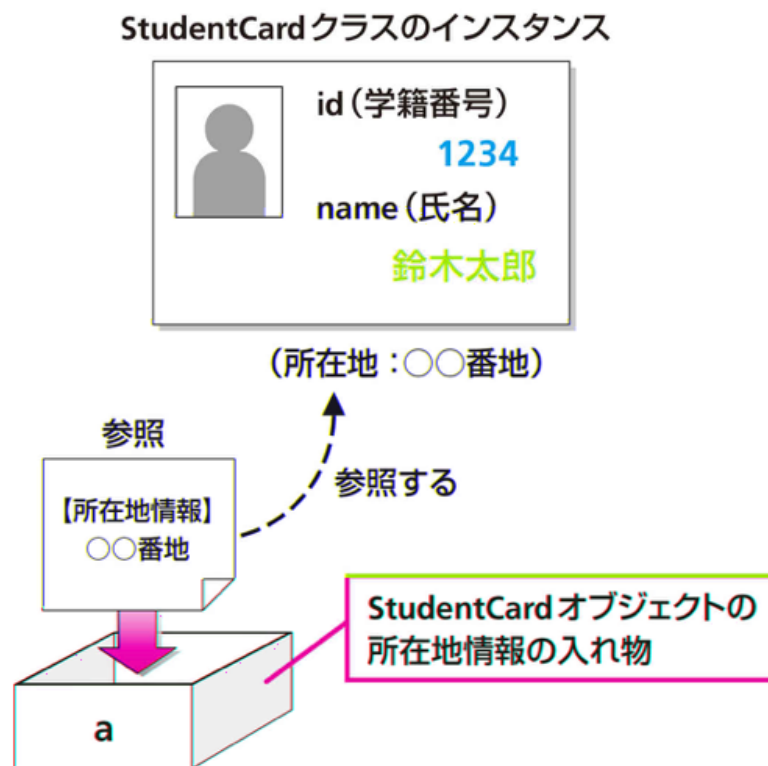 StudentCardクラスのインスタンス
id（学籍番号）
1234
name（氏名）
鈴木太郎
（所在地：○○番地）
参照
参照する
【所在地情報】
○○番地
StudentCardオブジェクトの
所在地情報の入れ物
a